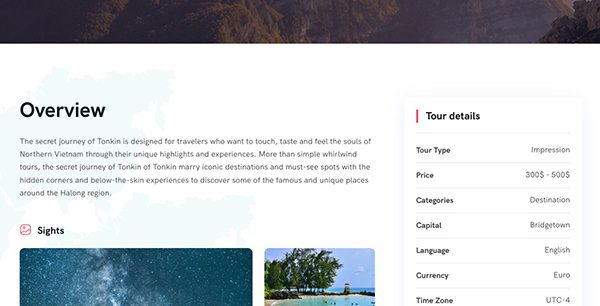 Overview
The secret journey of Tonkin is designed for travelers who want to touch, taste and feel the souls of
Northern Vietnam through their unique highlights and experiences. More than simple whirlwind
tours, the secret journey of Tonkin of Tonkin marry iconic destinations and must-see spots with the
hidden corners and below-the-skin experiences to discover some of the famous and unique places
around the Halong region.
Sights
Tour details
Tour Type Impression
Price 300$ - 500$
Categories Destination
Capital Bridgetown
Language English
Currency Euro
Time Zone UTC-4